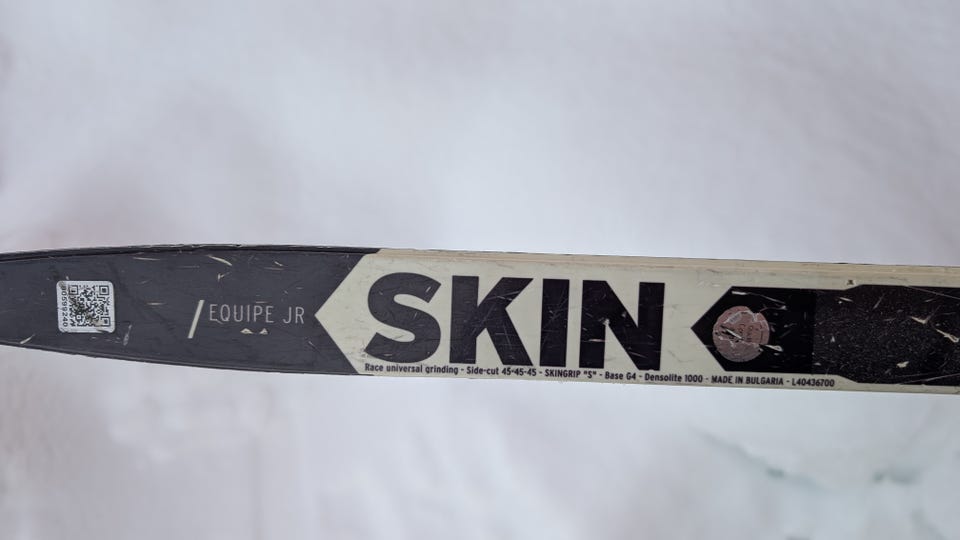 /EQUIPE JR
SKIN
Race universal grinding - Side-cut 45-45-45 - SKINGRIP "S" - Base G4 - Densolite 1000 - MADE IN BULGARIA - L40436700